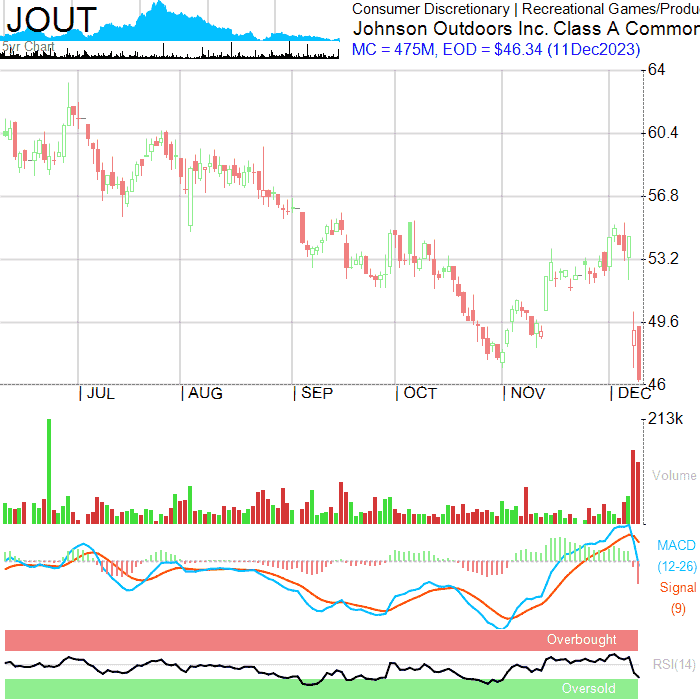 JOUT
5yr Chart
Consumer Discretionary | Recreational Games/Produ
Johnson Outdoors Inc. Class A Common
MC = 475M, EOD = $46.34 (11Dec2023)
64
60.4
56.8
53.2
49.6
46
| JUL | AUG | SEP | OCT | NOV | DEC
213k
Volume
MACD
(12-26)
Signal
(9)
Overbought
RSI(14)
Oversold